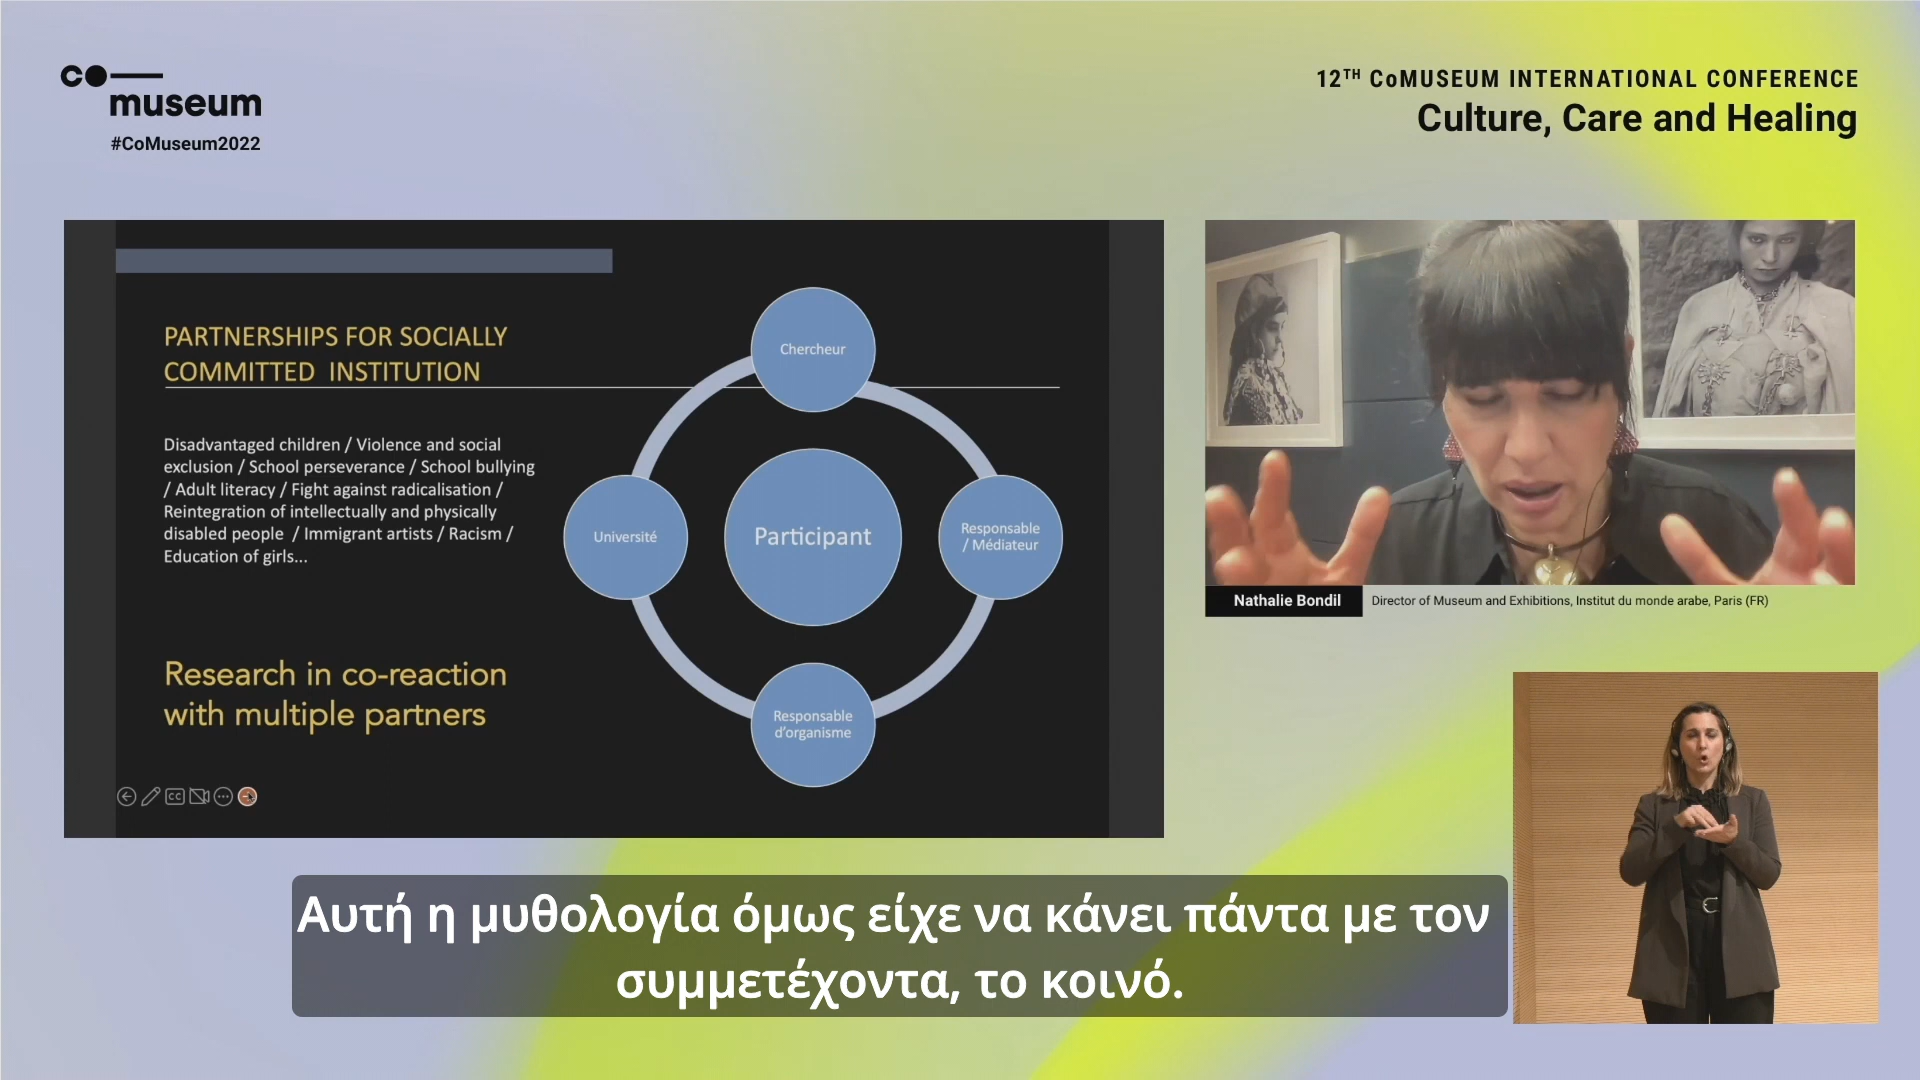 co
museum
#CoMuseum2022
12TH CoMUSEUM INTERNATIONAL CONFERENCE
Culture, Care and Healing
PARTNERSHIPS FOR SOCIALLY
COMMITTED INSTITUTION
Disadvantaged children / Violence and social
exclusion / School perseverance / School bullying
/ Adult literacy / Fight against radicalisation /
Reintegration of intellectually and physically
disabled people / Immigrant artists / Racism /
Education of girls...
Research in co-reaction
with multiple partners
Chercheur
Université
Participant
Responsable
/ Médiateur
Responsable
d'organisme
CC
Nathalie Bondil
Director of Museum and Exhibitions, Institut du monde arabe, Paris (FR)
Αυτή η μυθολογία όμως είχε να κάνει πάντα με τον
συμμετέχοντα, το κοινό.